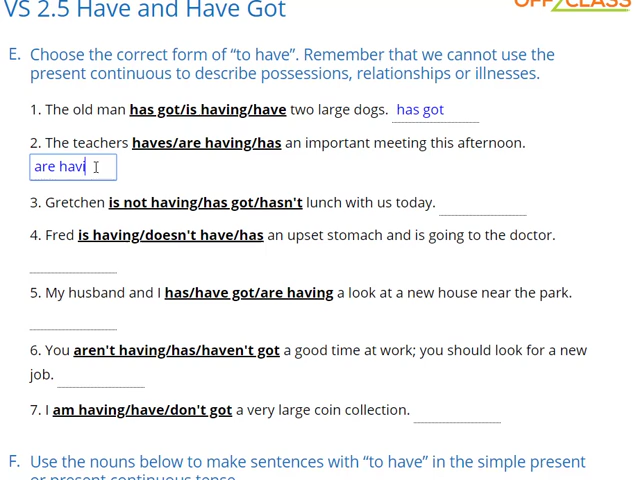 VS 2.5 Have and Have Got
OFF2CLASS
E. Choose the correct form of “to have”. Remember that we cannot use the
present continuous to describe possessions, relationships or illnesses.
1. The old man has got/is having/have two large dogs. has got
2. The teachers haves/are having/has an important meeting this afternoon.
are havi
3. Gretchen is not having/has got/hasn't lunch with us today.
4. Fred is having/doesn't have/has an upset stomach and is going to the doctor.
5. My husband and I has/have got/are having a look at a new house near the park.
6. You aren't having/has/haven't got a good time at work; you should look for a new
job.
7. I am having/have/don't got a very large coin collection.
F. Use the nouns below to make sentences with “to have” in the simple present
or present continuous tense